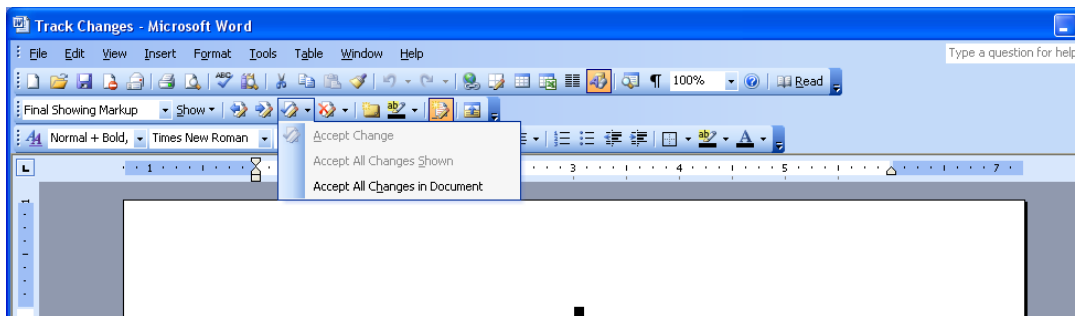 Track Changes - Microsoft Word
File Edit View Insert Format Tools Table Window Help Type a question for help
100% Read
Final Showing Markup Show
Normal + Bold, Times New Roman
Accept Change
Accept All Changes Shown
Accept All Changes in Document
1 3 4 5 7